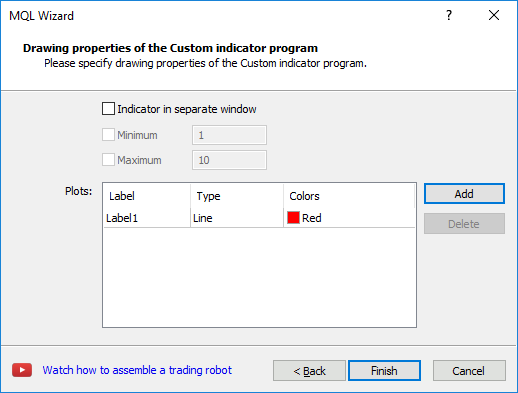 MQL Wizard
Drawing properties of the Custom indicator program
Please specify drawing properties of the Custom indicator program.
Indicator in separate window
Minimum 1
Maximum 10
Plots: Label Type Colors Add
Label1 Line Red Delete
Watch how to assemble a trading robot < Back Finish Cancel